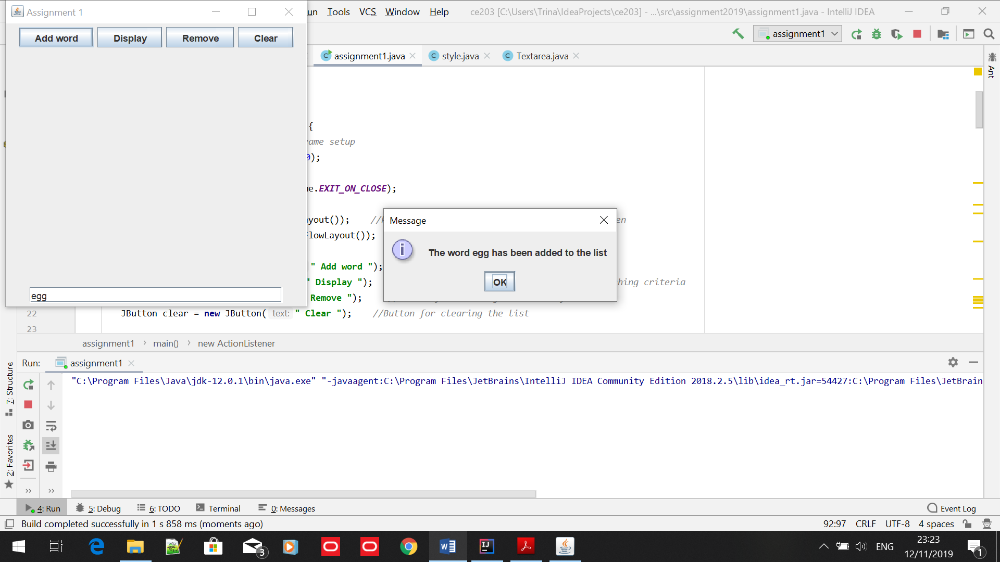 Assignment 1
Add word Display Remove Clear
egg
un Tools VCS Window Help
ce203 [C:\Users\Trina\IdeaProjects\ce203] - ...\src\assignment2019\assignment1.java - IntelliJ IDEA
assignment1
assignment1.java style.java Textarea.java
Ant
{
ame setup
0);
e.EXIT_ON_CLOSE);
yout()); // en
lowLayout());
" Add word ");
" Display "); hing criteria
Remove ");
22 JButton clear = new JButton( text: " Clear "); //Button for clearing the list
23
Message
The word egg has been added to the list
OK
assignment1 › main() › new ActionListener
Run: assignment1
"C:\Program Files\Java\jdk-12.0.1\bin\java.exe" "-javaagent:C:\Program Files\JetBrains\IntelliJ IDEA Community Edition 2018.2.5\lib\idea_rt.jar=54427:C:\Program Files\JetBrain
7: Structure
2: Favorites
4: Run 5: Debug 6: TODO Terminal 0: Messages Event Log
Build completed successfully in 1 s 858 ms (moments ago) 92:97 CRLF UTF-8 4 spaces
3
ENG
23:23
12/11/2019
1